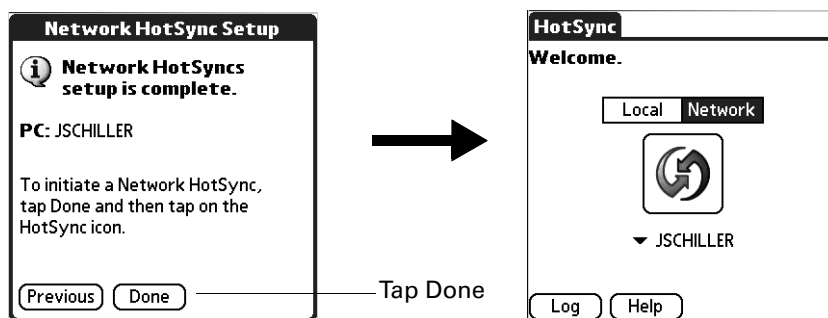 Network HotSync Setup
Network HotSyncs
setup is complete.
PC: JSCHILLER
To initiate a Network HotSync,
tap Done and then tap on the
HotSync icon.
Previous Done
Tap Done
HotSync
Welcome.
Local Network
JSCHILLER
Log Help